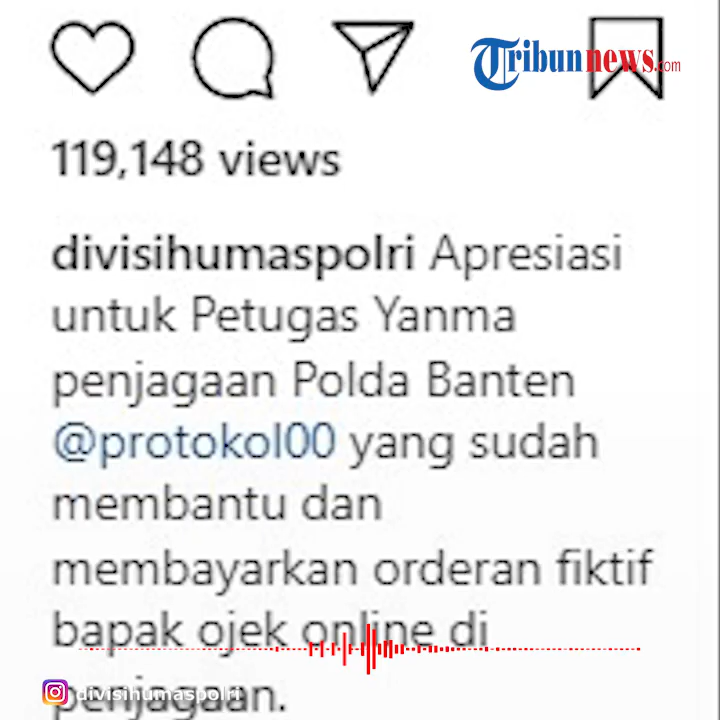 Tribunnews.com
119,148 views
divisihumaspolri Apresiasi
untuk Petugas Yanma
penjagaan Polda Banten
@protokol00 yang sudah
membantu dan
membayarkan orderan fiktif
bapak ojek online di
penjagaan.
divisihumaspolri